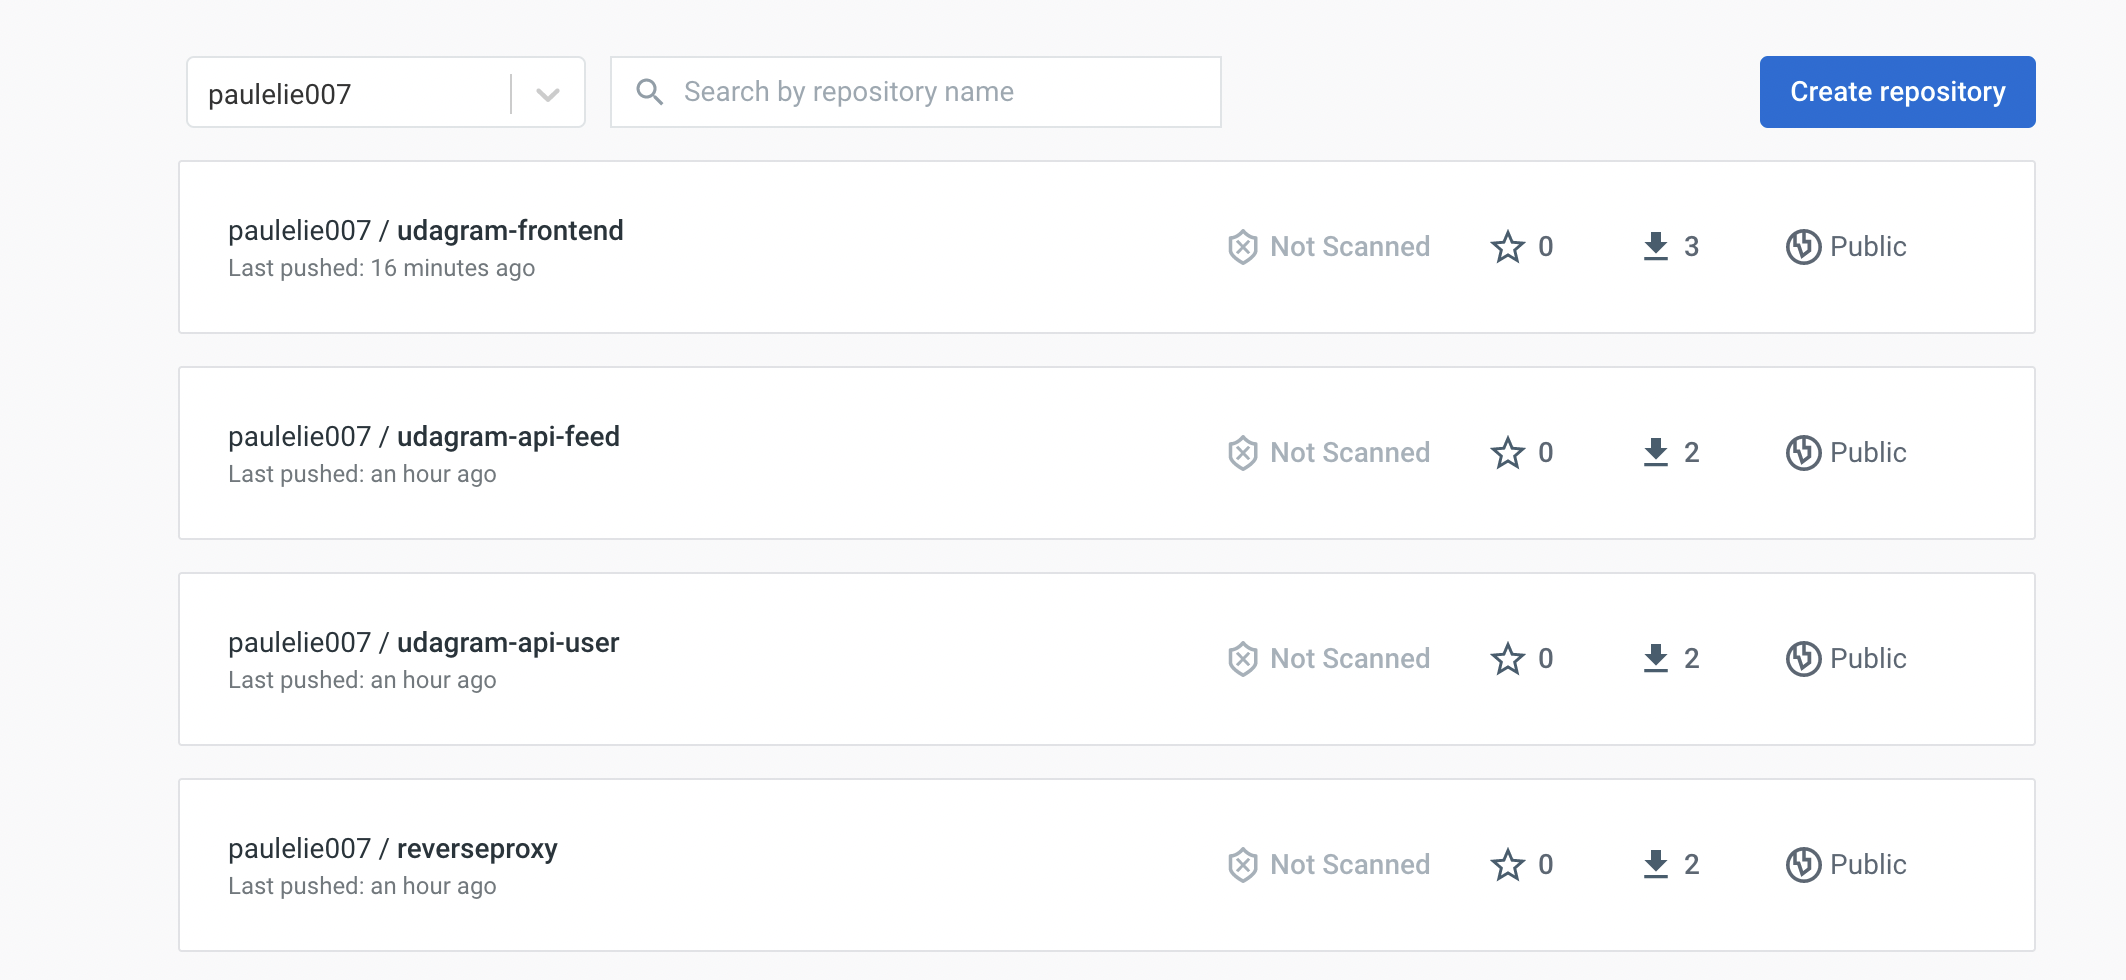 paulelie007
Search by repository name
Create repository
paulelie007 / udagram-frontend
Last pushed: 16 minutes ago
Not Scanned
0
3
Public
paulelie007 / udagram-api-feed
Last pushed: an hour ago
Not Scanned
0
2
Public
paulelie007 / udagram-api-user
Last pushed: an hour ago
Not Scanned
0
2
Public
paulelie007 / reverseproxy
Last pushed: an hour ago
Not Scanned
0
2
Public